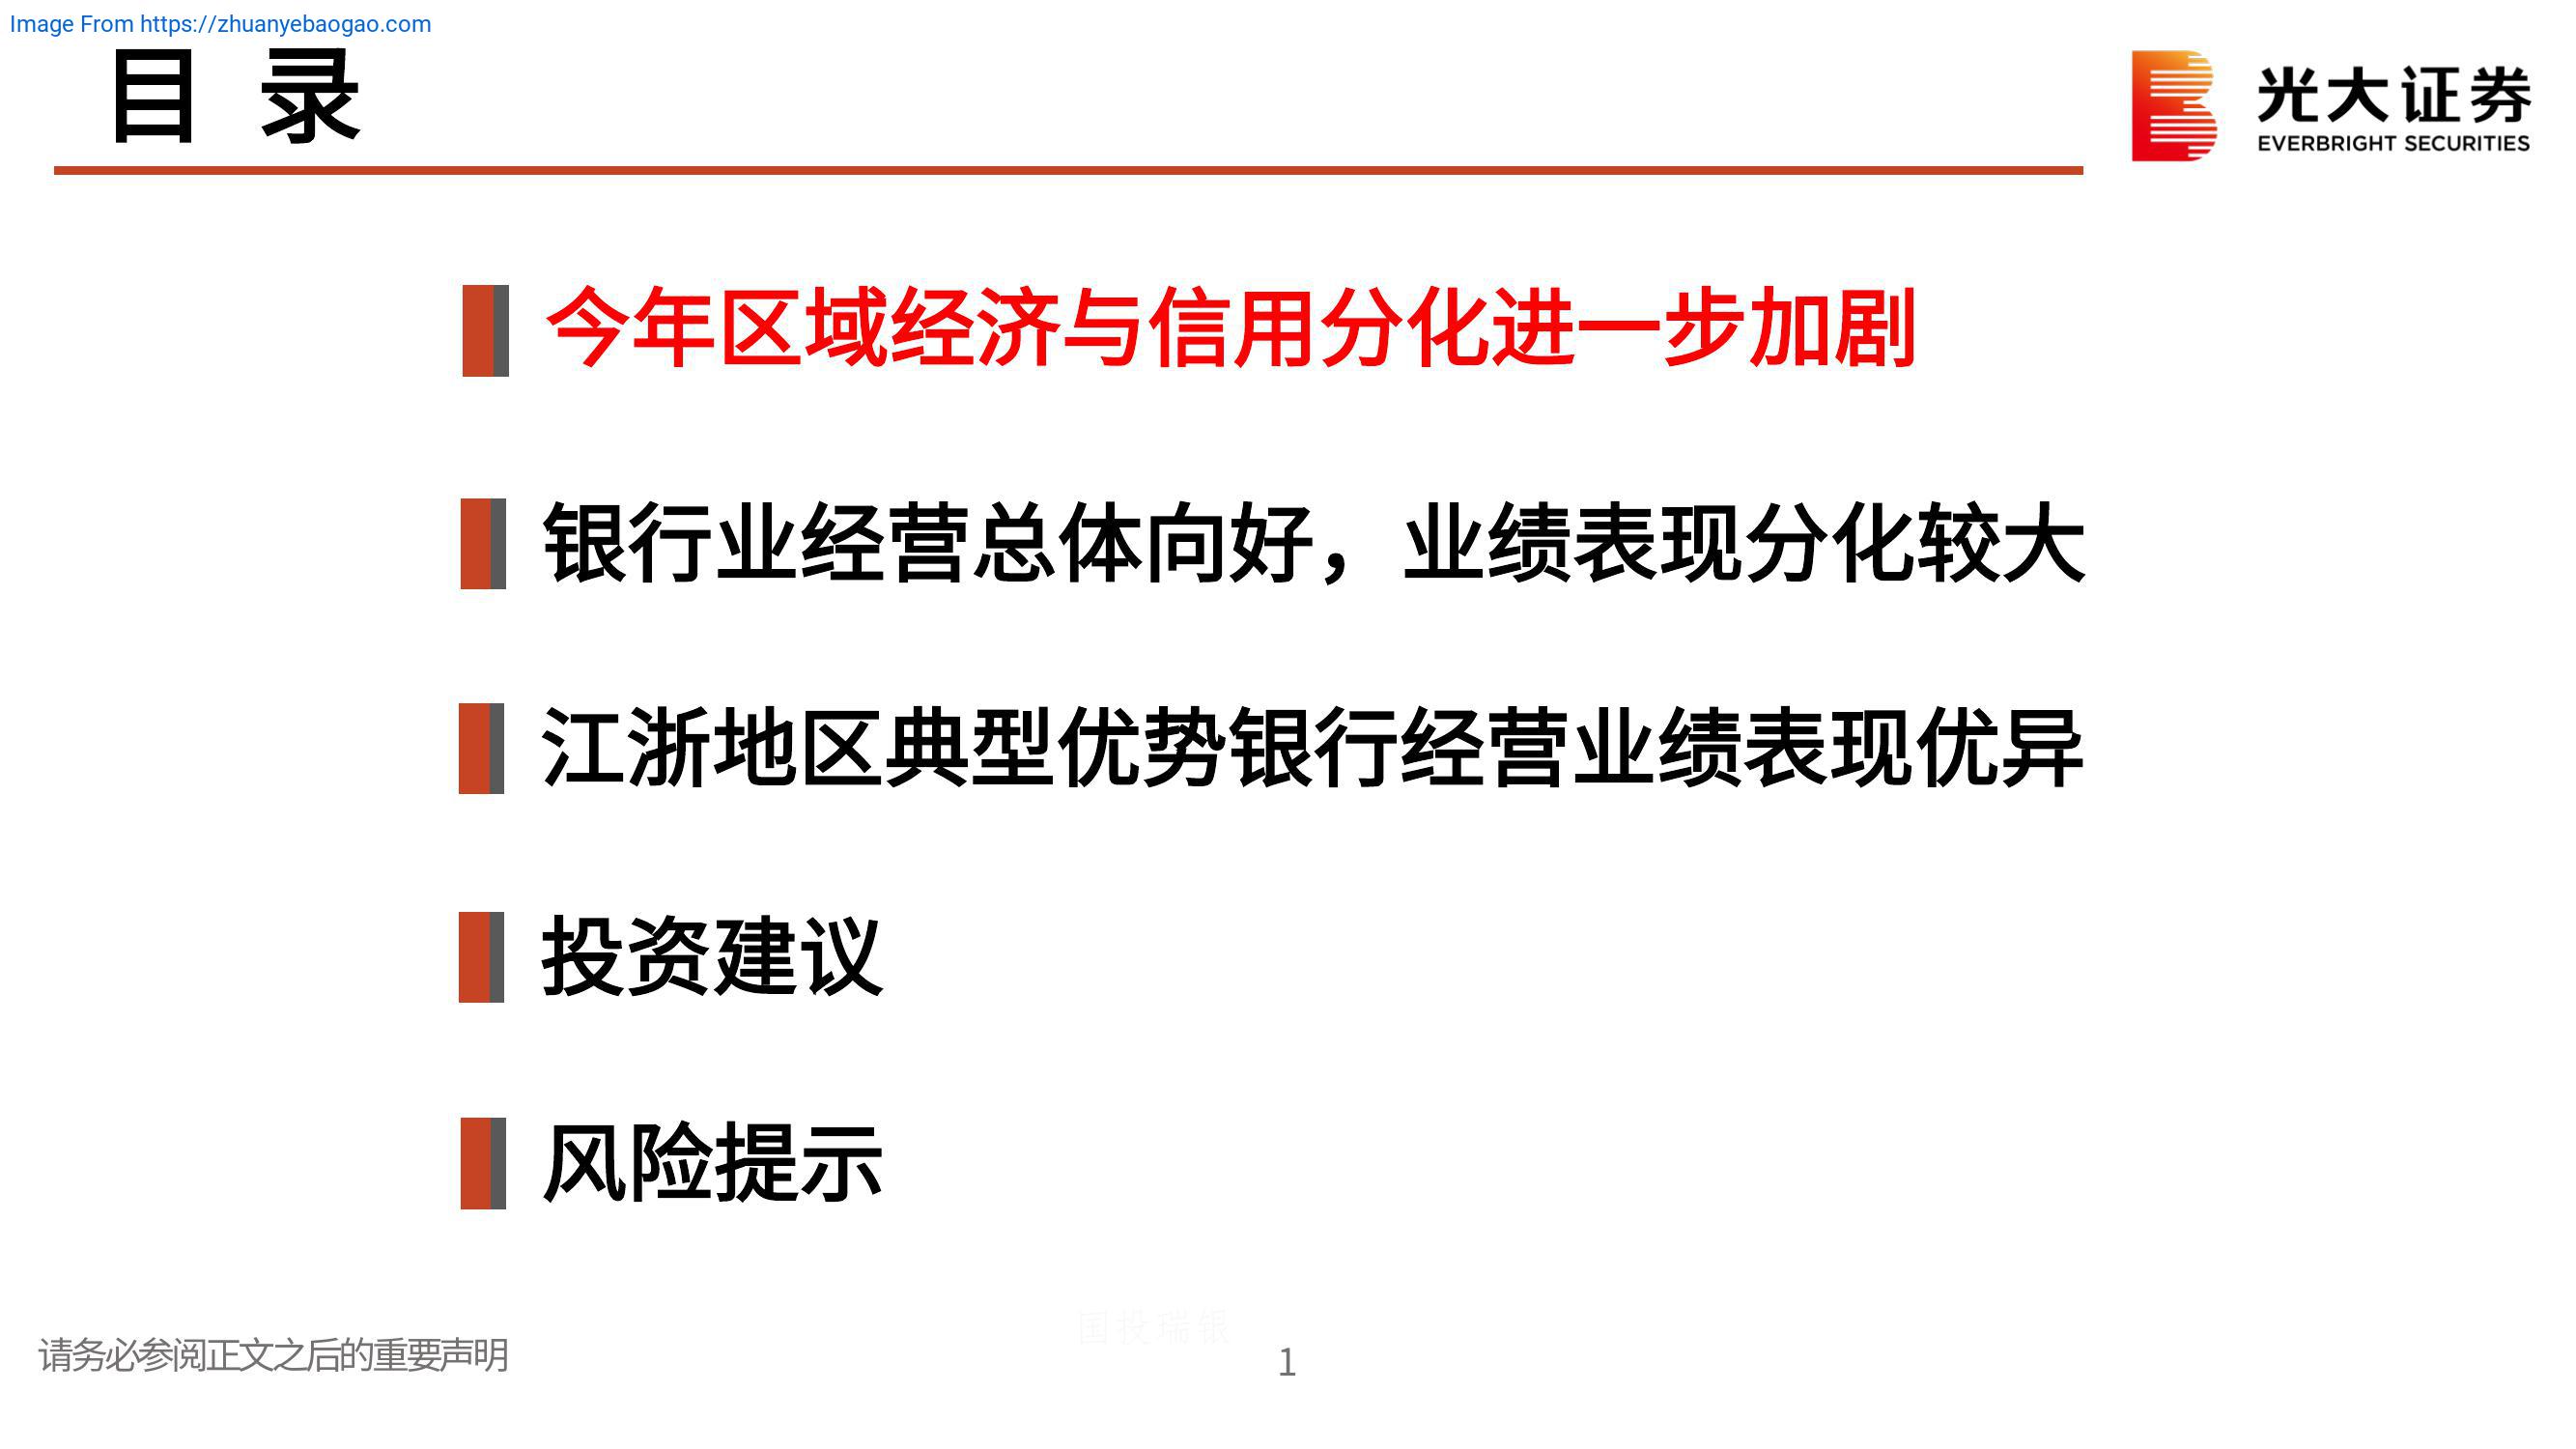 Image From https://zhuanyebaogao.com
目 录
光大证券
EVERBRIGHT SECURITIES
今年区域经济与信用分化进一步加剧
银行业经营总体向好，业绩表现分化较大
江浙地区典型优势银行经营业绩表现优异
投资建议
风险提示
国投瑞银
请务必参阅正文之后的重要声明
1